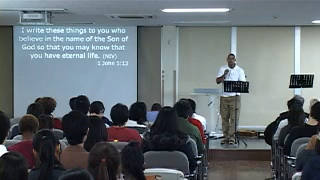 I write these things to you who
believe in the name of the Son of
God so that you may know that
you have eternal life. (NIV)
1 John 5:13